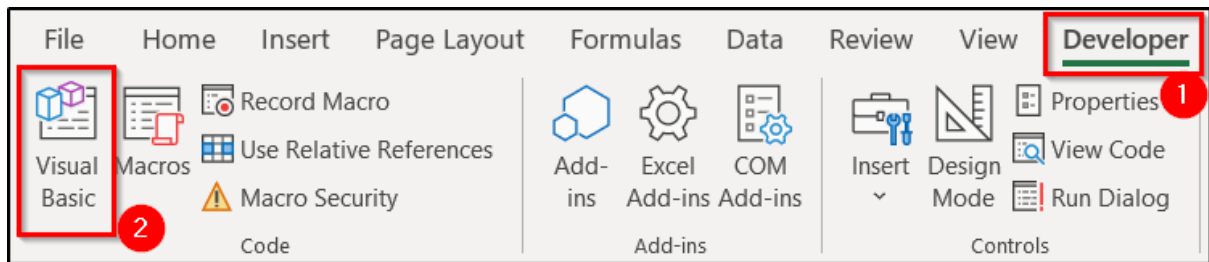 File Home Insert Page Layout Formulas Data Review View Developer
1
Visual Basic
2
Macros
Record Macro
Use Relative References
Macro Security
Code
Add-ins
Excel Add-ins
COM Add-ins
Add-ins
Insert
Design Mode
Properties
View Code
Run Dialog
Controls